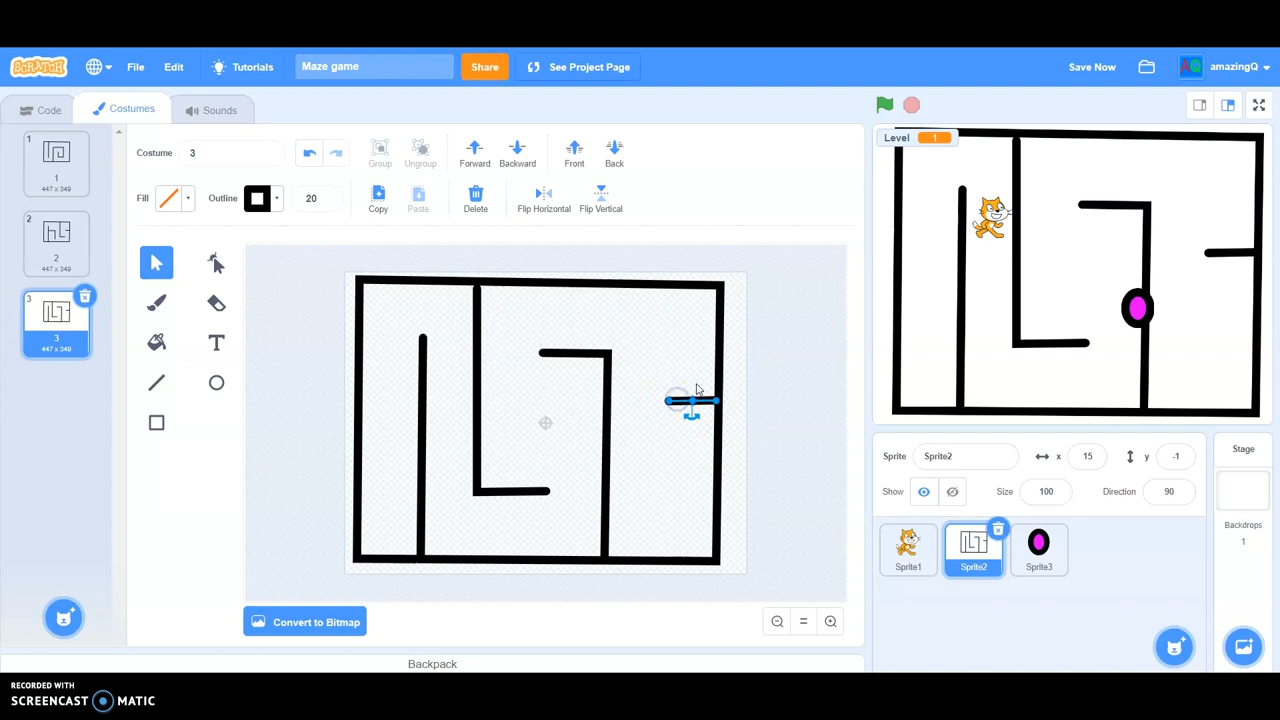 SCRATCH
File
Edit
Tutorials
Maze game
Share
See Project Page
Save Now
AQ
amazingQ
Code
Costumes
Sounds
Costume
3
Group
Ungroup
Forward
Backward
Front
Back
Fill
Outline
20
Copy
Paste
Delete
Flip Horizontal
Flip Vertical
1
1
447 x 349
2
2
447 x 349
3
3
447 x 349
T
Convert to Bitmap
Backpack
Level 1
Sprite
Sprite2
x
15
y
-1
Show
Size
100
Direction
90
Stage
Backdrops
1
Sprite1
Sprite2
Sprite3
RECORDED WITH
SCREENCAST MATIC